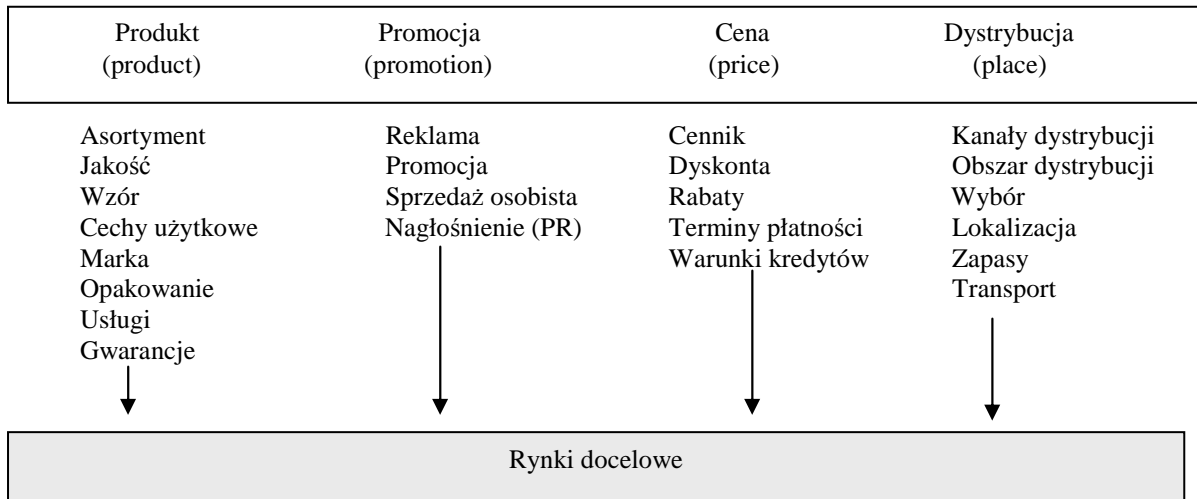 Produkt
(product)
Promocja
(promotion)
Cena
(price)
Dystrybucja
(place)
Asortyment
Jakość
Wzór
Cechy użytkowe
Marka
Opakowanie
Usługi
Gwarancje
Reklama
Promocja
Sprzedaż osobista
Nagłośnienie (PR)
Cennik
Dyskonta
Rabaty
Terminy płatności
Warunki kredytów
Kanały dystrybucji
Obszar dystrybucji
Wybór
Lokalizacja
Zapasy
Transport
Rynki docelowe